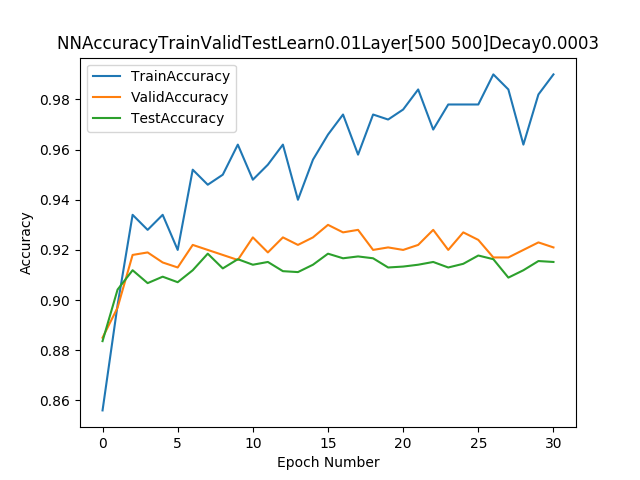 NNAccuracyTrainValidTestLearn0.01Layer[500 500]Decay0.0003
TrainAccuracy
ValidAccuracy
TestAccuracy
Accuracy
0.98
0.96
0.94
0.92
0.90
0.88
0.86
0 5 10 15 20 25 30
Epoch Number